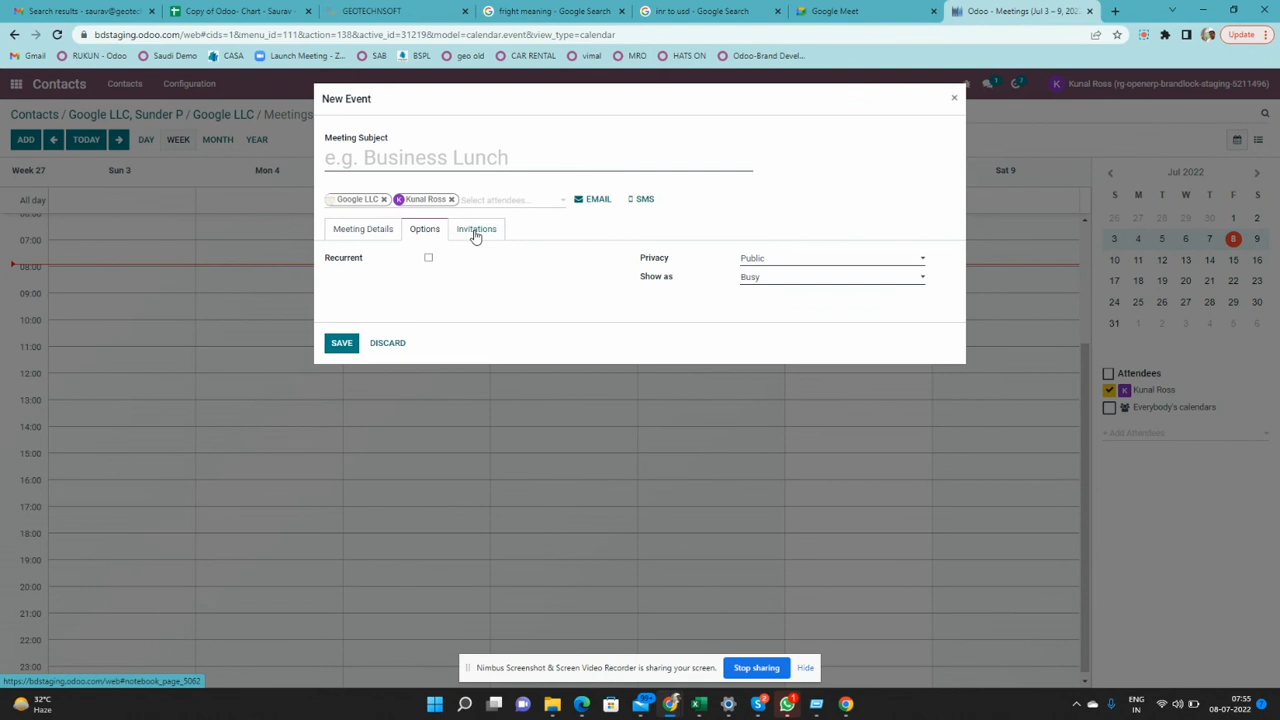 Search results - saurav@geotech
Copy of Odoo - Chart - Saurav -
GEOTECHNSOFT
fright meaning - Google Search
inr to usd - Google Search
Google Meet
Odoo - Meetings (Jul 3 – 9, 202
bdstaging.odoo.com/web#cids=1&menu_id=111&action=138&active_id=31219&model=calendar.event&view_type=calendar
Update
Gmail
RUKUN - Odoo
Saudi Demo
CASA
Launch Meeting - Z...
SAB
BSPL
geo old
CAR RENTAL
vimal
MRO
HATS ON
Odoo-Brand Devel...
Contacts
Contacts
Configuration
1
Kunal Ross (rg-openerp-brandlock-staging-5211496)
Contacts / Google LLC, Sunder P / Google LLC / Meetings
ADD
TODAY
DAY
WEEK
MONTH
YEAR
Week 27
Sun 3
Mon 4
Sat 9
All day
06:00
07:00
08:00
09:00
10:00
11:00
12:00
13:00
14:00
15:00
16:00
17:00
18:00
19:00
20:00
21:00
22:00
23:00
New Event
×
Meeting Subject
e.g. Business Lunch
Google LLC ×
K Kunal Ross ×
Select attendees...
EMAIL
SMS
Meeting Details
Options
Invitations
Recurrent
Privacy
Public
Show as
Busy
SAVE
DISCARD
Jul 2022
S M T W T F S
26 27 28 29 30 1 2
3 4 5 6 7 8 9
10 11 12 13 14 15 16
17 18 19 20 21 22 23
24 25 26 27 28 29 30
31 1 2 3 4 5 6
Attendees
K Kunal Ross
Everybody's calendars
+ Add Attendees
Nimbus Screenshot & Screen Video Recorder is sharing your screen.
Stop sharing
Hide
https://bdstaging.odoo.com/web#notebook_page_5062
32°C
Haze
99+
2
1
ENG
IN
07:55
08-07-2022